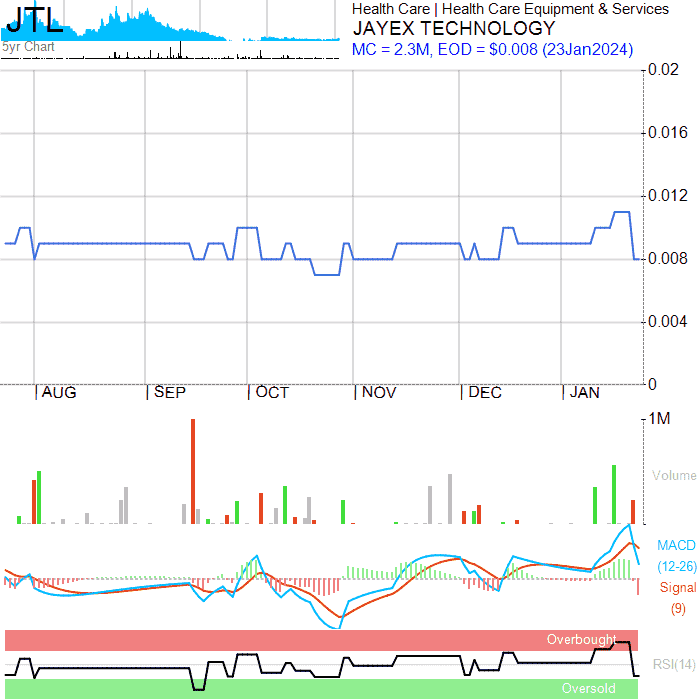 JTL
5yr Chart
Health Care | Health Care Equipment & Services
JAYEX TECHNOLOGY
MC = 2.3M, EOD = $0.008 (23Jan2024)
0.02
0.016
0.012
0.008
0.004
0
AUG SEP OCT NOV DEC JAN
1M
Volume
MACD
(12-26)
Signal
(9)
Overbought
RSI(14)
Oversold